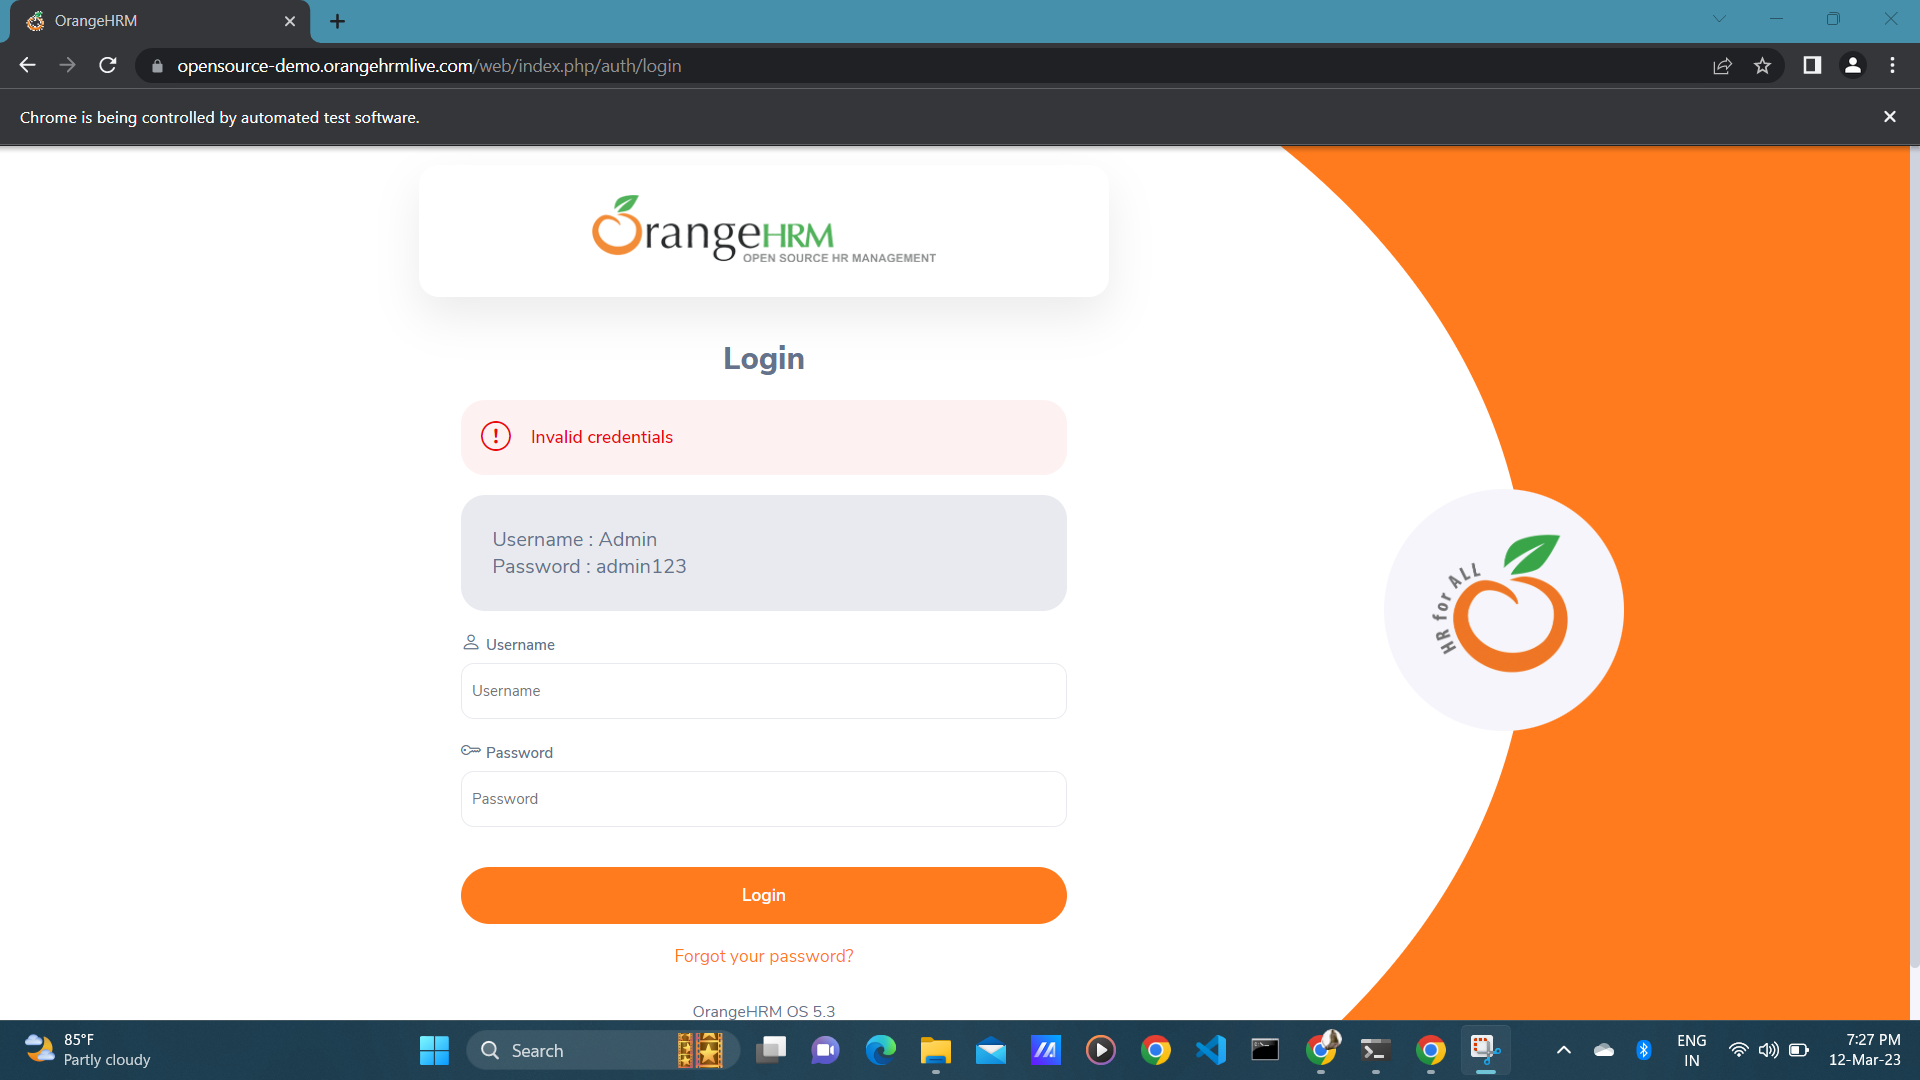 OrangeHRM
opensource-demo.orangehrmlive.com/web/index.php/auth/login
Chrome is being controlled by automated test software.
OrangeHRM
OPEN SOURCE HR MANAGEMENT
Login
Invalid credentials
Username : Admin
Password : admin123
Username
Username
Password
Password
Login
Forgot your password?
OrangeHRM OS 5.3
HR for ALL
85°F
Partly cloudy
Search
ENG
IN
7:27 PM
12-Mar-23